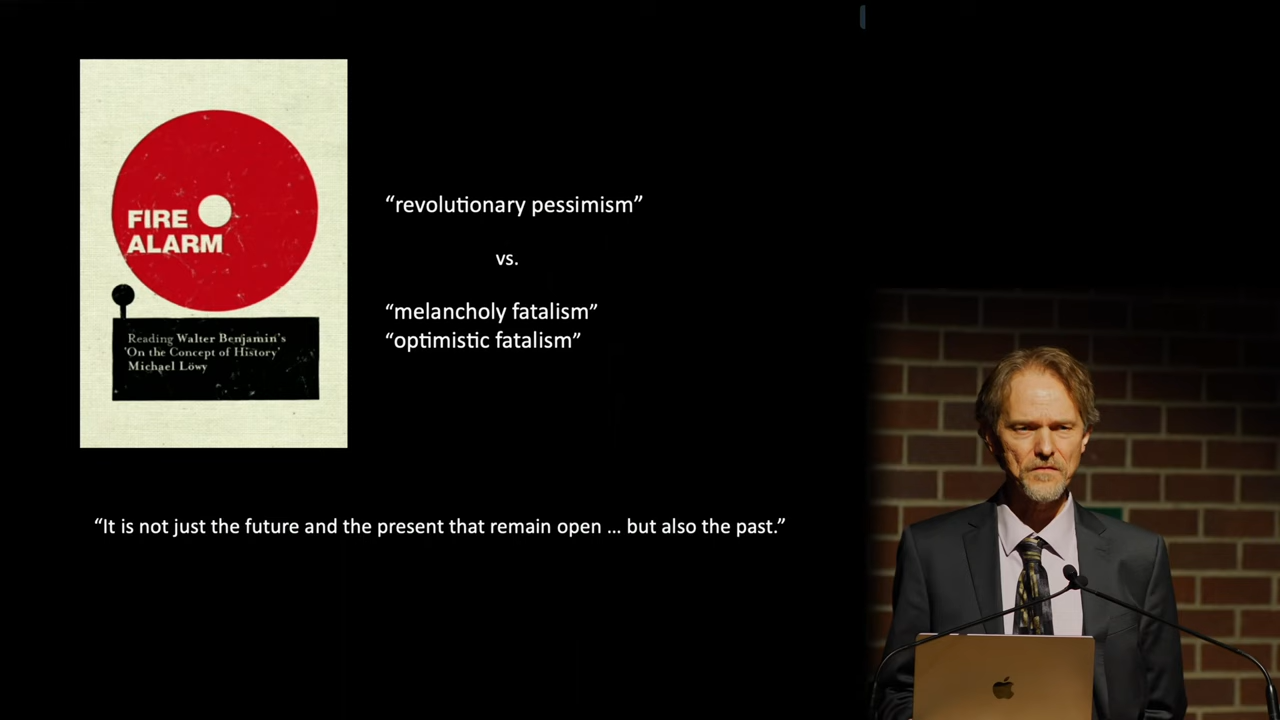 FIRE
ALARM
Reading Walter Benjamin's
'On the Concept of History'
Michael Löwy
“revolutionary pessimism”
vs.
“melancholy fatalism”
“optimistic fatalism”
“It is not just the future and the present that remain open ... but also the past.”